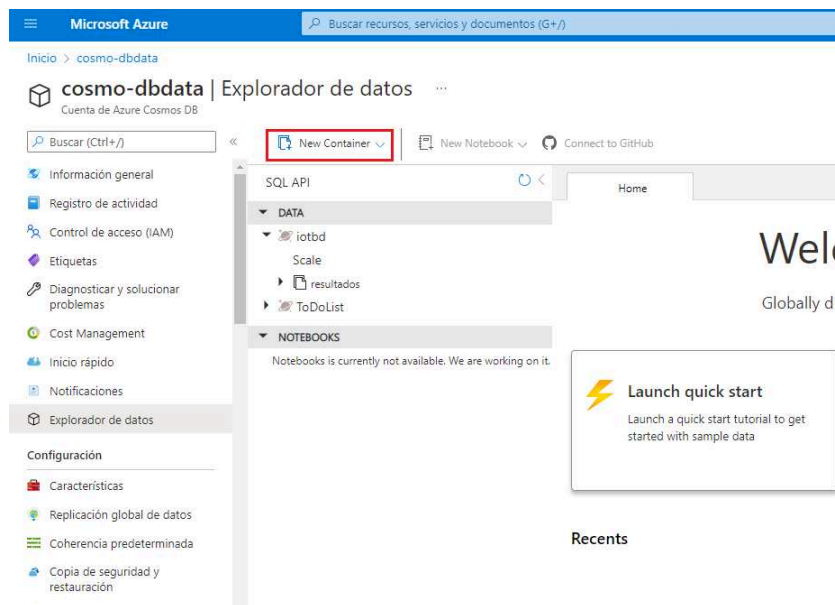 Microsoft Azure
Buscar recursos, servicios y documentos (G+/)
Inicio > cosmo-dbdata
cosmo-dbdata | Explorador de datos ...
Cuenta de Azure Cosmos DB
Buscar (Ctrl+/)
Información general
Registro de actividad
Control de acceso (IAM)
Etiquetas
Diagnosticar y solucionar
problemas
Cost Management
Inicio rápido
Notificaciones
Explorador de datos
Configuración
Características
Replicación global de datos
Coherencia predeterminada
Copia de seguridad y
restauración
New Container
New Notebook
Connect to GitHub
SQL API
DATA
iotbd
Scale
resultados
ToDoList
NOTEBOOKS
Notebooks is currently not available. We are working on it.
Home
Wel
Globally d
Launch quick start
Launch a quick start tutorial to get
started with sample data
Recents